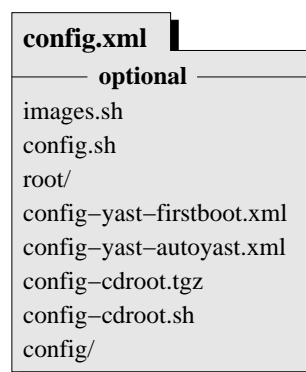 config.xml
optional
images.sh
config.sh
root/
config−yast−firstboot.xml
config−yast−autoyast.xml
config−cdroot.tgz
config−cdroot.sh
config/